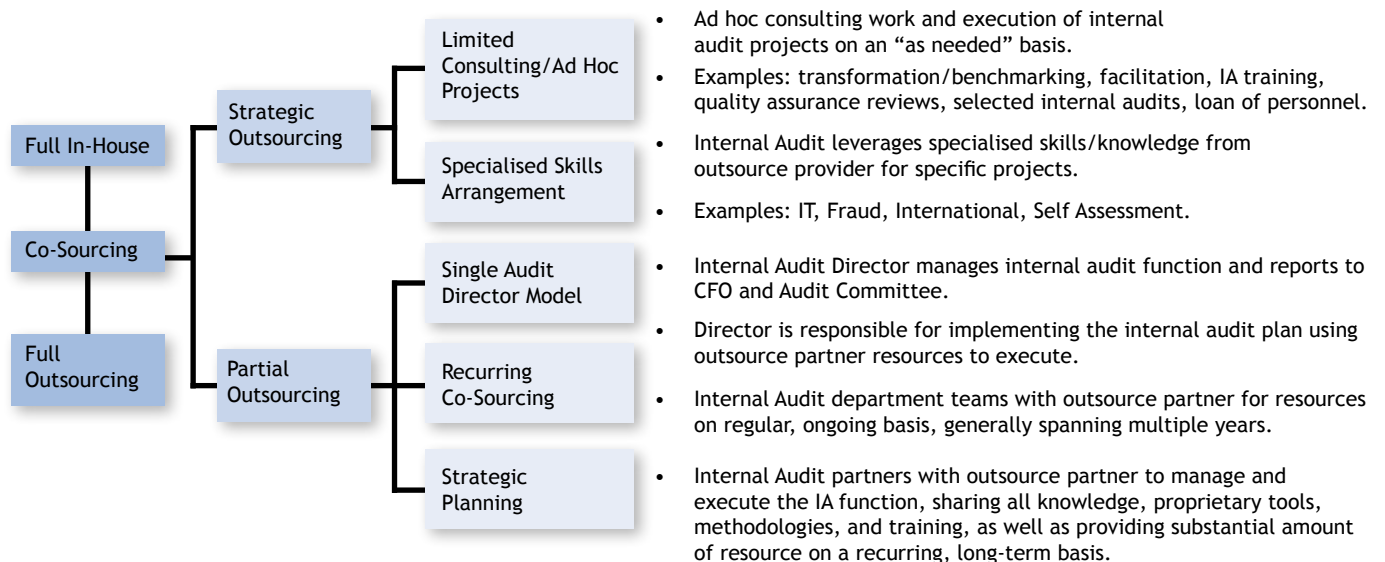 Full In-House
Co-Sourcing
Full
Outsourcing
Strategic
Outsourcing
Partial
Outsourcing
Limited
Consulting/Ad Hoc
Projects
Specialised Skills
Arrangement
Single Audit
Director Model
Recurring
Co-Sourcing
Strategic
Planning
• Ad hoc consulting work and execution of internal
audit projects on an “as needed” basis.
• Examples: transformation/benchmarking, facilitation, IA training,
quality assurance reviews, selected internal audits, loan of personnel.
• Internal Audit leverages specialised skills/knowledge from
outsource provider for specific projects.
• Examples: IT, Fraud, International, Self Assessment.
• Internal Audit Director manages internal audit function and reports to
CFO and Audit Committee.
• Director is responsible for implementing the internal audit plan using
outsource partner resources to execute.
• Internal Audit department teams with outsource partner for resources
on regular, ongoing basis, generally spanning multiple years.
• Internal Audit partners with outsource partner to manage and
execute the IA function, sharing all knowledge, proprietary tools,
methodologies, and training, as well as providing substantial amount
of resource on a recurring, long-term basis.